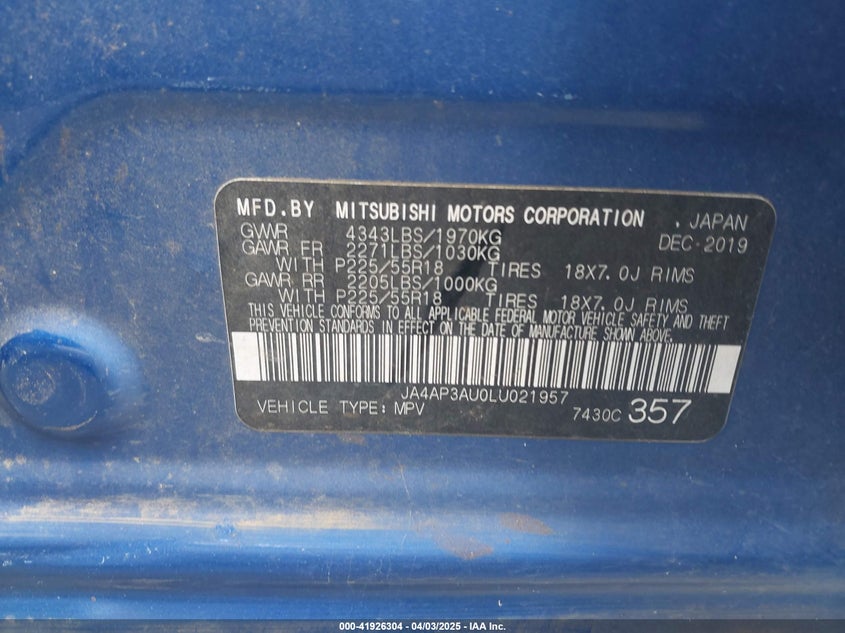 MFD.BY MITSUBISHI MOTORS CORPORATION , JAPAN
GVWR 4343LBS/1970KG DEC-2019
GAWR FR 2271LBS/1030KG
WITH P225/55R18 TIRES 18X7.0J RIMS
GAWR RR 2205LBS/1000KG
WITH P225/55R18 TIRES 18X7.0J RIMS
THIS VEHICLE CONFORMS TO ALL APPLICABLE FEDERAL MOTOR VEHICLE SAFETY AND THEFT
PREVENTION STANDARDS IN EFFECT ON THE DATE OF MANUFACTURE SHOWN ABOVE.
JA4AP3AU0LU021957
VEHICLE TYPE: MPV 7430C 357
000-41926304 - 04/03/2025 - IAA Inc.